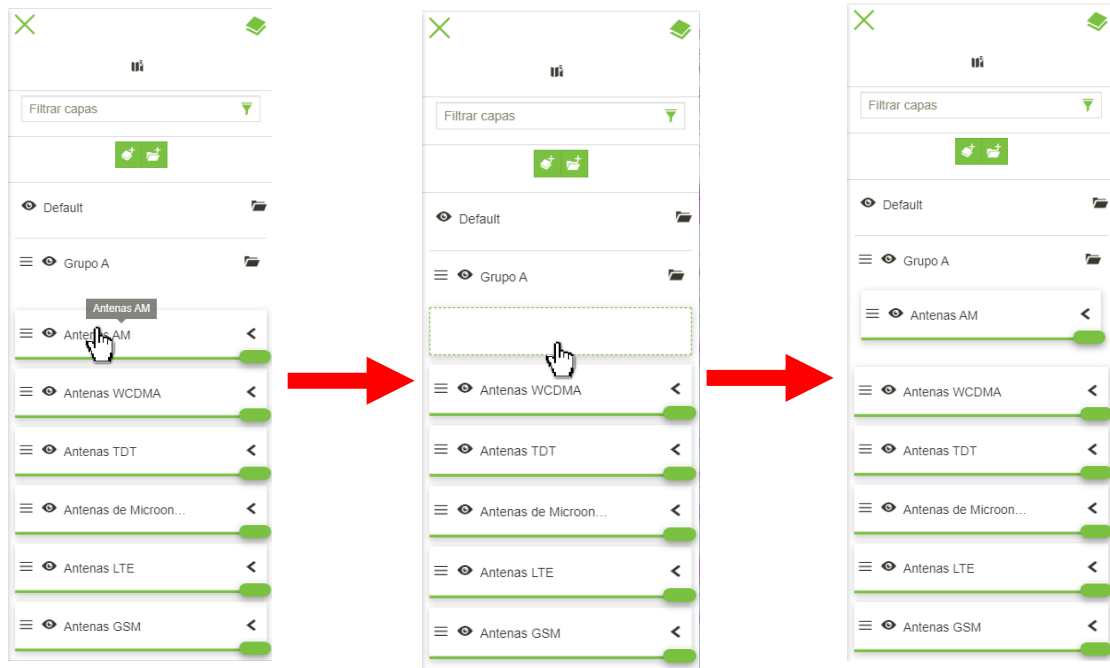 Filtrar capas
Default
Grupo A
Antenas AM
Antenas AM
Antenas WCDMA
Antenas TDT
Antenas de Microon...
Antenas LTE
Antenas GSM
Filtrar capas
Default
Grupo A
Antenas WCDMA
Antenas TDT
Antenas de Microon...
Antenas LTE
Antenas GSM
Filtrar capas
Default
Grupo A
Antenas AM
Antenas WCDMA
Antenas TDT
Antenas de Microon...
Antenas LTE
Antenas GSM